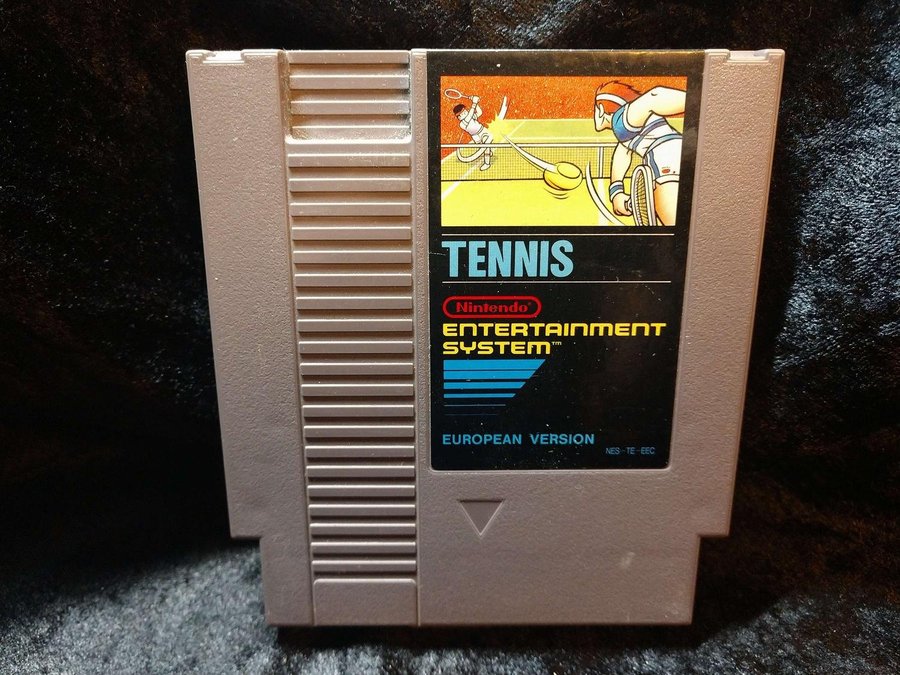 TENNIS
Nintendo®
ENTERTAINMENT
SYSTEM™
EUROPEAN VERSION
NES-TE-EEC